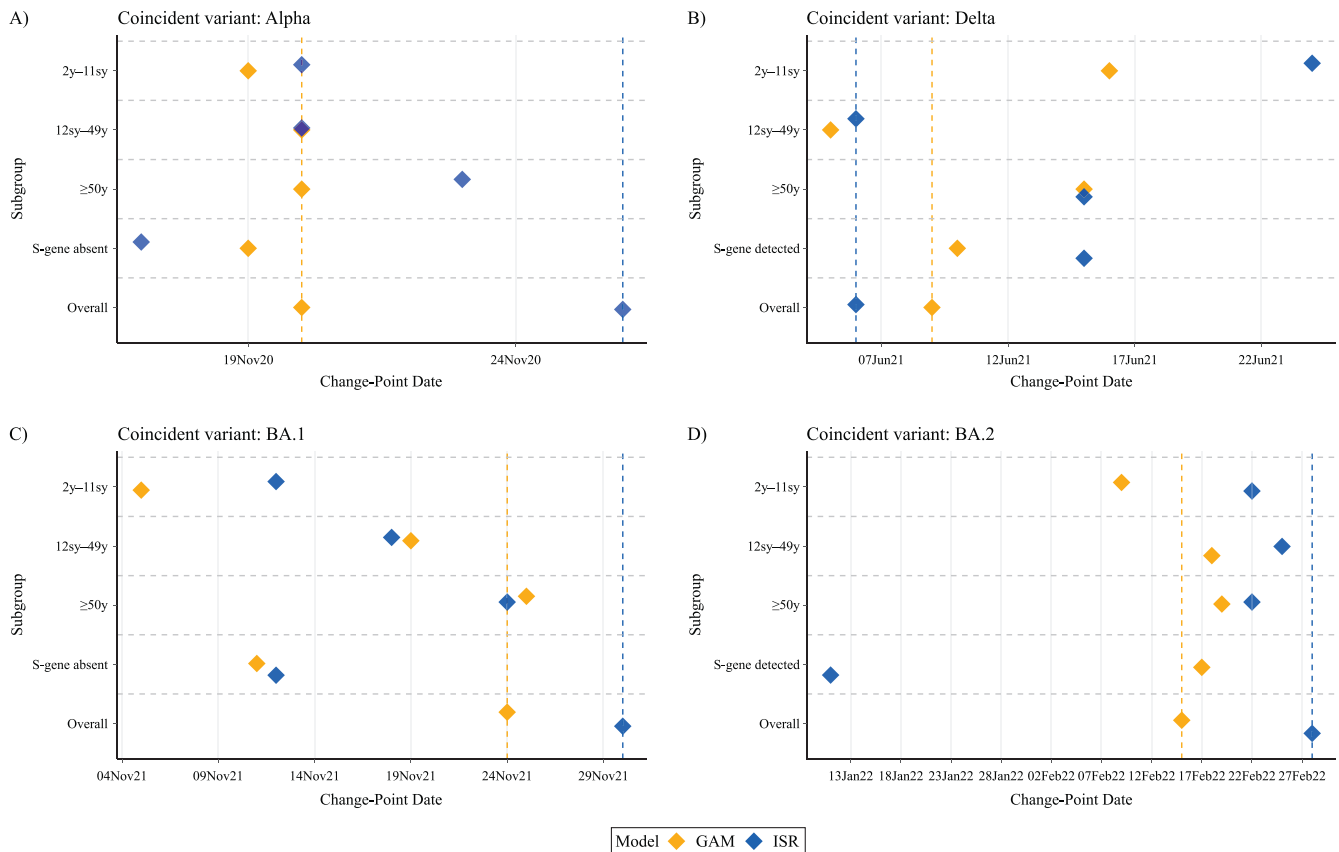 A)
Coincident variant: Alpha
Subgroup
2y–11sy
12sy–49y
≥50y
S-gene absent
Overall
19Nov20
24Nov20
Change-Point Date
B)
Coincident variant: Delta
Subgroup
2y–11sy
12sy–49y
≥50y
S-gene detected
Overall
07Jun21
12Jun21
17Jun21
22Jun21
Change-Point Date
C)
Coincident variant: BA.1
Subgroup
2y–11sy
12sy–49y
≥50y
S-gene absent
Overall
04Nov21
09Nov21
14Nov21
19Nov21
24Nov21
29Nov21
Change-Point Date
D)
Coincident variant: BA.2
Subgroup
2y–11sy
12sy–49y
≥50y
S-gene detected
Overall
13Jan22
18Jan22
23Jan22
28Jan22
02Feb22
07Feb22
12Feb22
17Feb22
22Feb22
27Feb22
Change-Point Date
Model GAM ISR